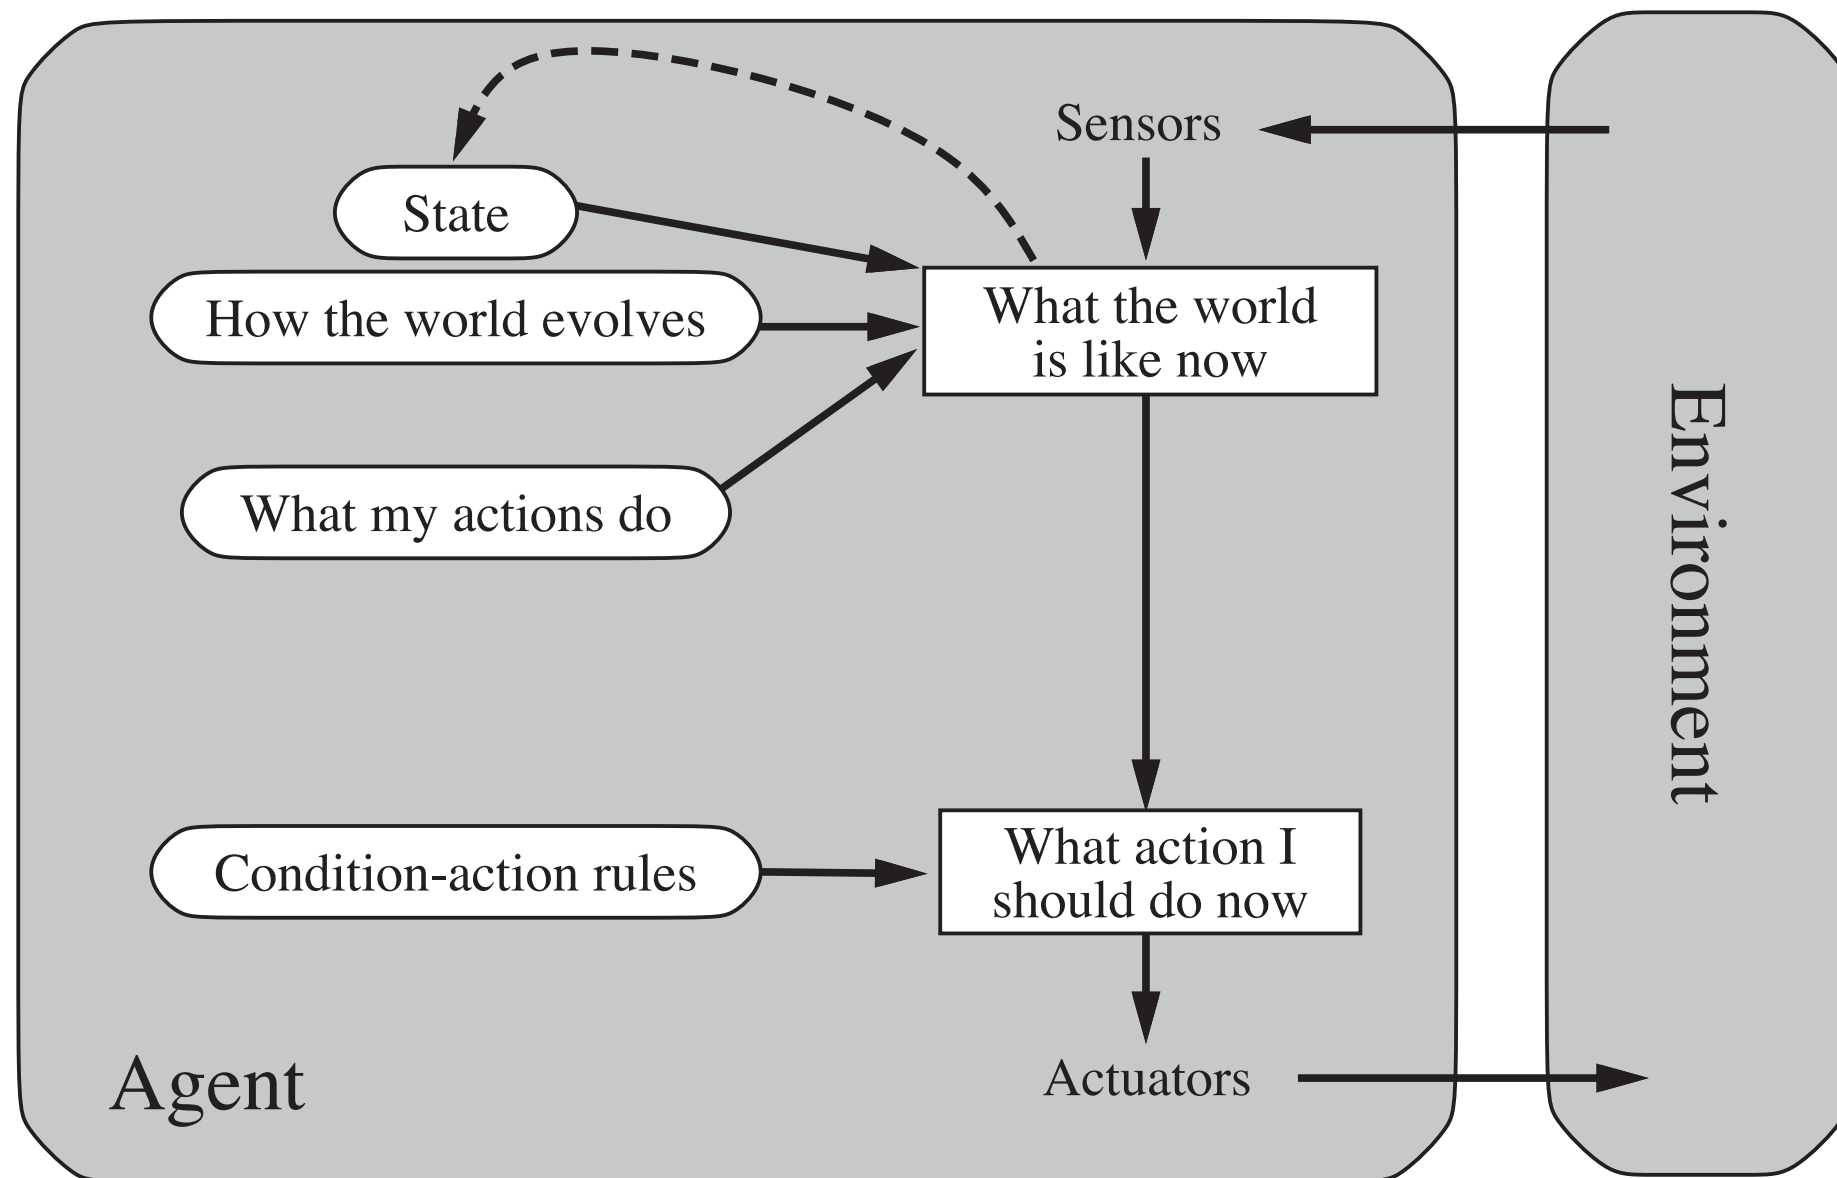 Sensors
State
How the world evolves
What the world
is like now
What my actions do
Environment
Condition-action rules
What action I
should do now
Agent
Actuators